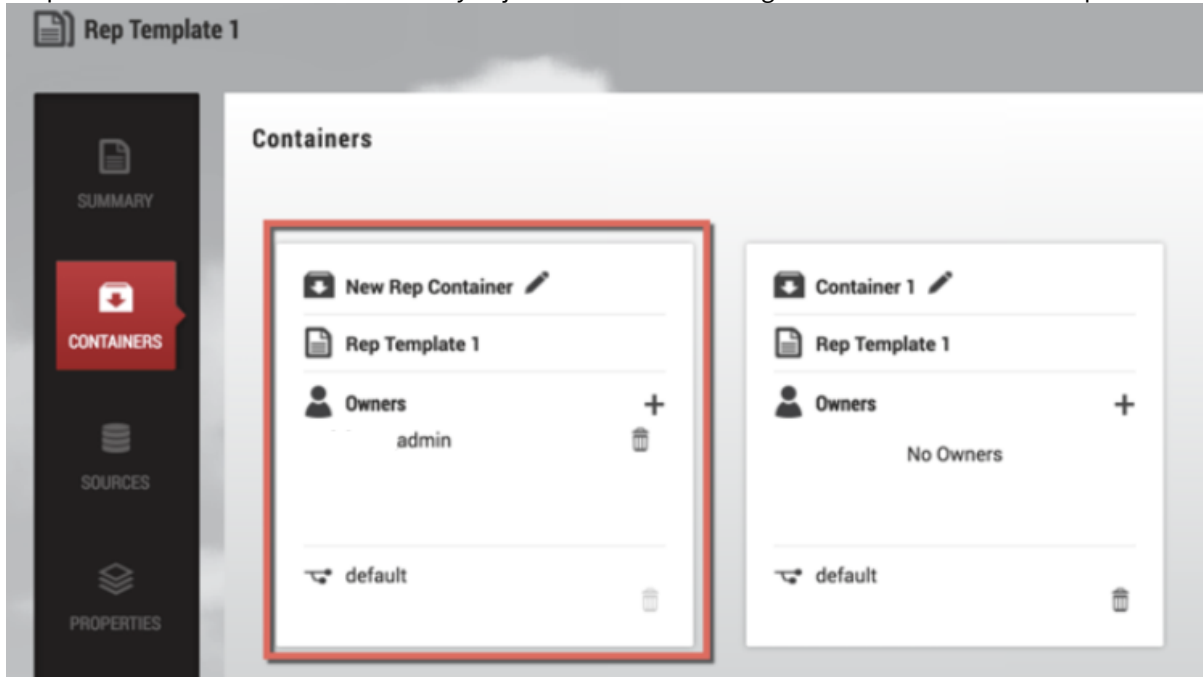 Rep Template 1
SUMMARY
CONTAINERS
SOURCES
PROPERTIES
Containers
New Rep Container
Rep Template 1
Owners
admin
default
Container 1
Rep Template 1
Owners
No Owners
default